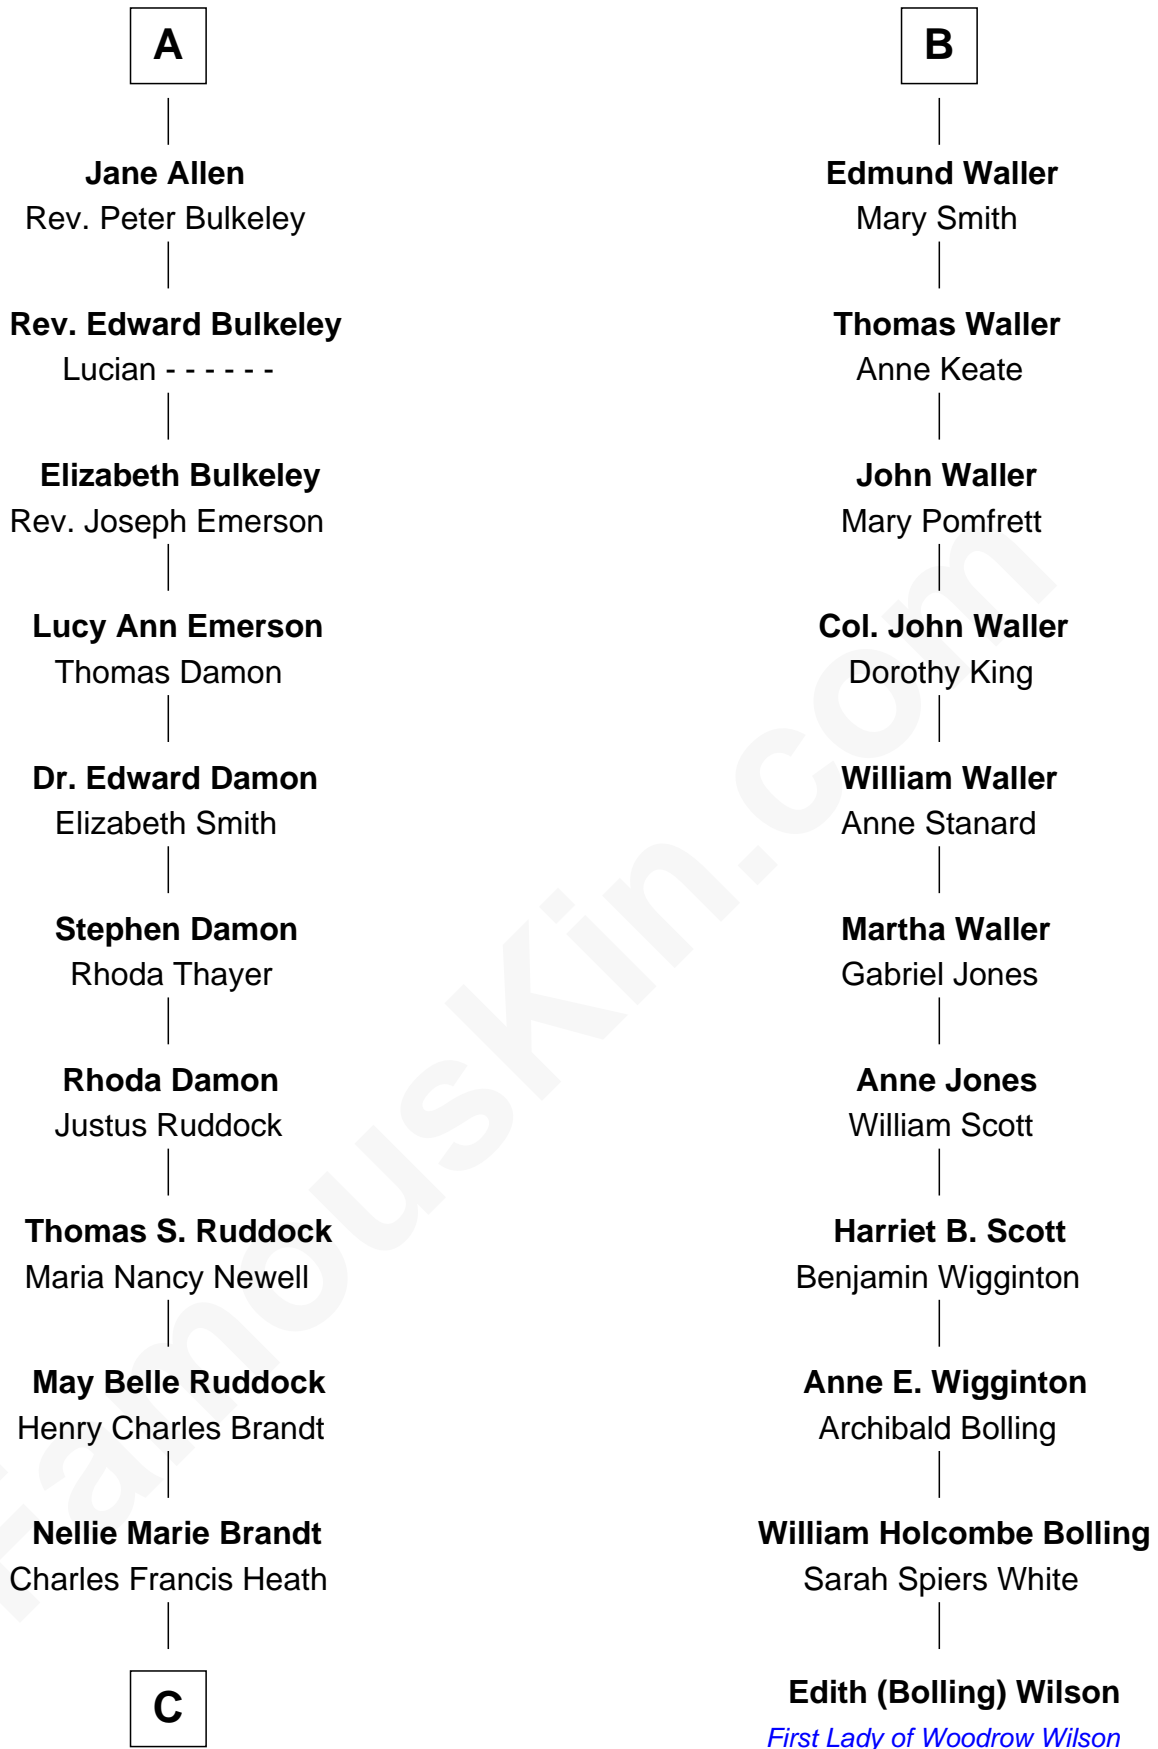 A
Jane Allen
Rev. Peter Bulkeley
Rev. Edward Bulkeley
Lucian - - - - - -
Elizabeth Bulkeley
Rev. Joseph Emerson
Lucy Ann Emerson
Thomas Damon
Dr. Edward Damon
Elizabeth Smith
Stephen Damon
Rhoda Thayer
Rhoda Damon
Justus Ruddock
Thomas S. Ruddock
Maria Nancy Newell
May Belle Ruddock
Henry Charles Brandt
Nellie Marie Brandt
Charles Francis Heath
C
B
Edmund Waller
Mary Smith
Thomas Waller
Anne Keate
John Waller
Mary Pomfrett
Col. John Waller
Dorothy King
William Waller
Anne Stanard
Martha Waller
Gabriel Jones
Anne Jones
William Scott
Harriet B. Scott
Benjamin Wigginton
Anne E. Wigginton
Archibald Bolling
William Holcombe Bolling
Sarah Spiers White
Edith (Bolling) Wilson
First Lady of Woodrow Wilson
FamousKin.com